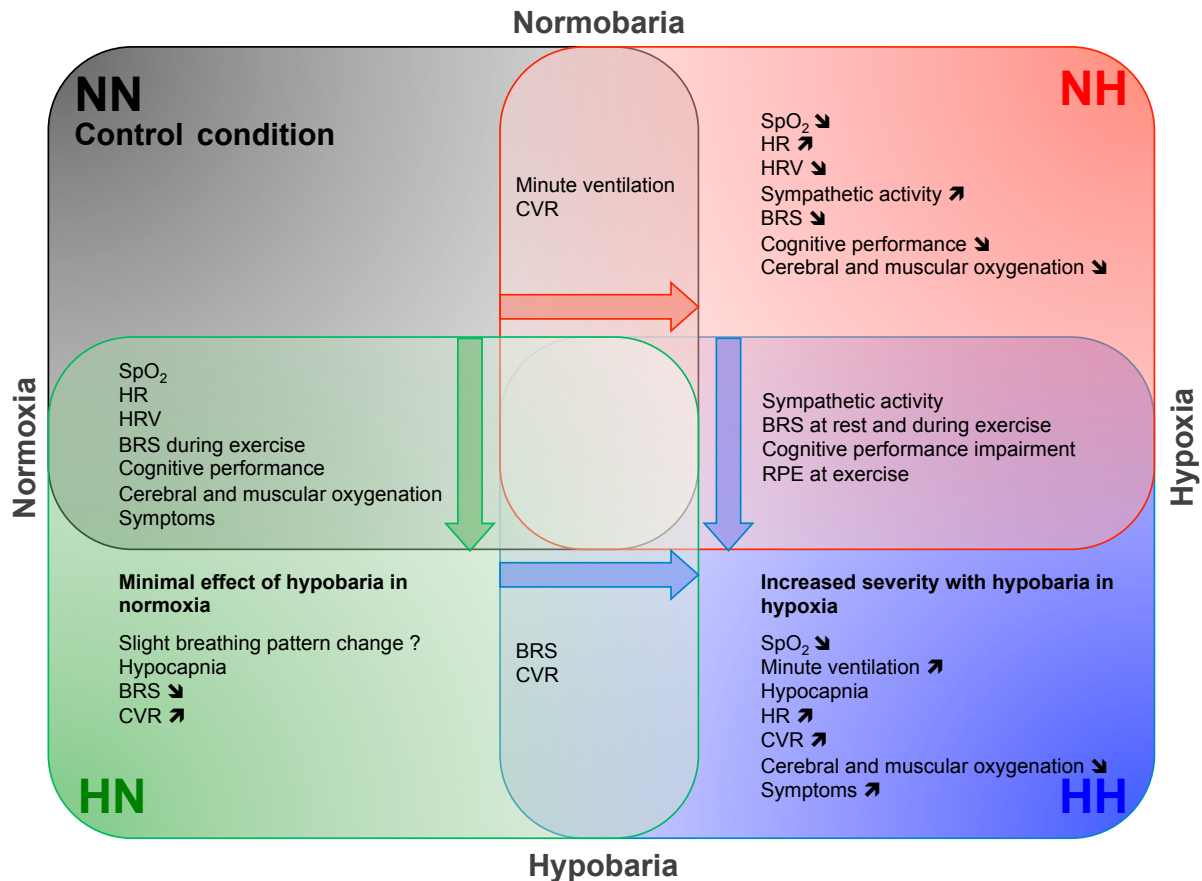 Normobaria
NN
Control condition
NH
SpO₂ ↘
HR ↗
HRV ↘
Sympathetic activity ↗
BRS ↘
Cognitive performance ↘
Cerebral and muscular oxygenation ↘
Minute ventilation
CVR
Normoxia
SpO₂
HR
HRV
BRS during exercise
Cognitive performance
Cerebral and muscular oxygenation
Symptoms
Sympathetic activity
BRS at rest and during exercise
Cognitive performance impairment
RPE at exercise
Hypoxia
Minimal effect of hypobaria in
normoxia
Slight breathing pattern change ?
Hypocapnia
BRS ↘
CVR ↗
HN
BRS
CVR
Increased severity with hypobaria in
hypoxia
SpO₂ ↘
Minute ventilation ↗
Hypocapnia
HR ↗
CVR ↗
Cerebral and muscular oxygenation ↘
Symptoms ↗
HH
Hypobaria